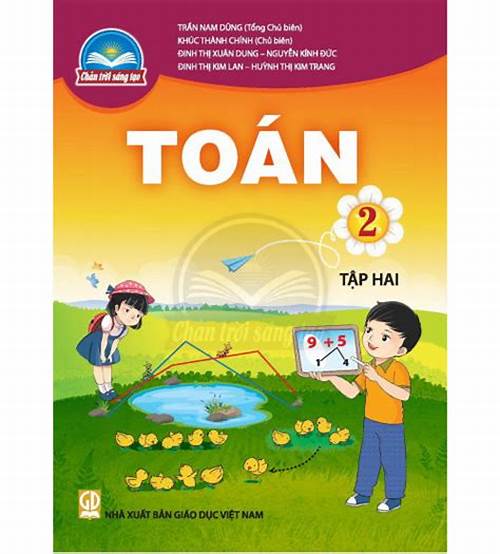 TRẦN NAM DŨNG (Tổng Chủ biên)
KHÚC THÀNH CHÍNH (Chủ biên)
ĐINH THỊ XUÂN DUNG – NGUYỄN KÍNH ĐỨC
ĐINH THỊ KIM LAN – HUỲNH THỊ KIM TRANG
Chân trời sáng tạo
TOÁN
2
TẬP HAI
Chân trời sáng tạo
9 + 5
1 4
GD
NHÀ XUẤT BẢN GIÁO DỤC VIỆT NAM